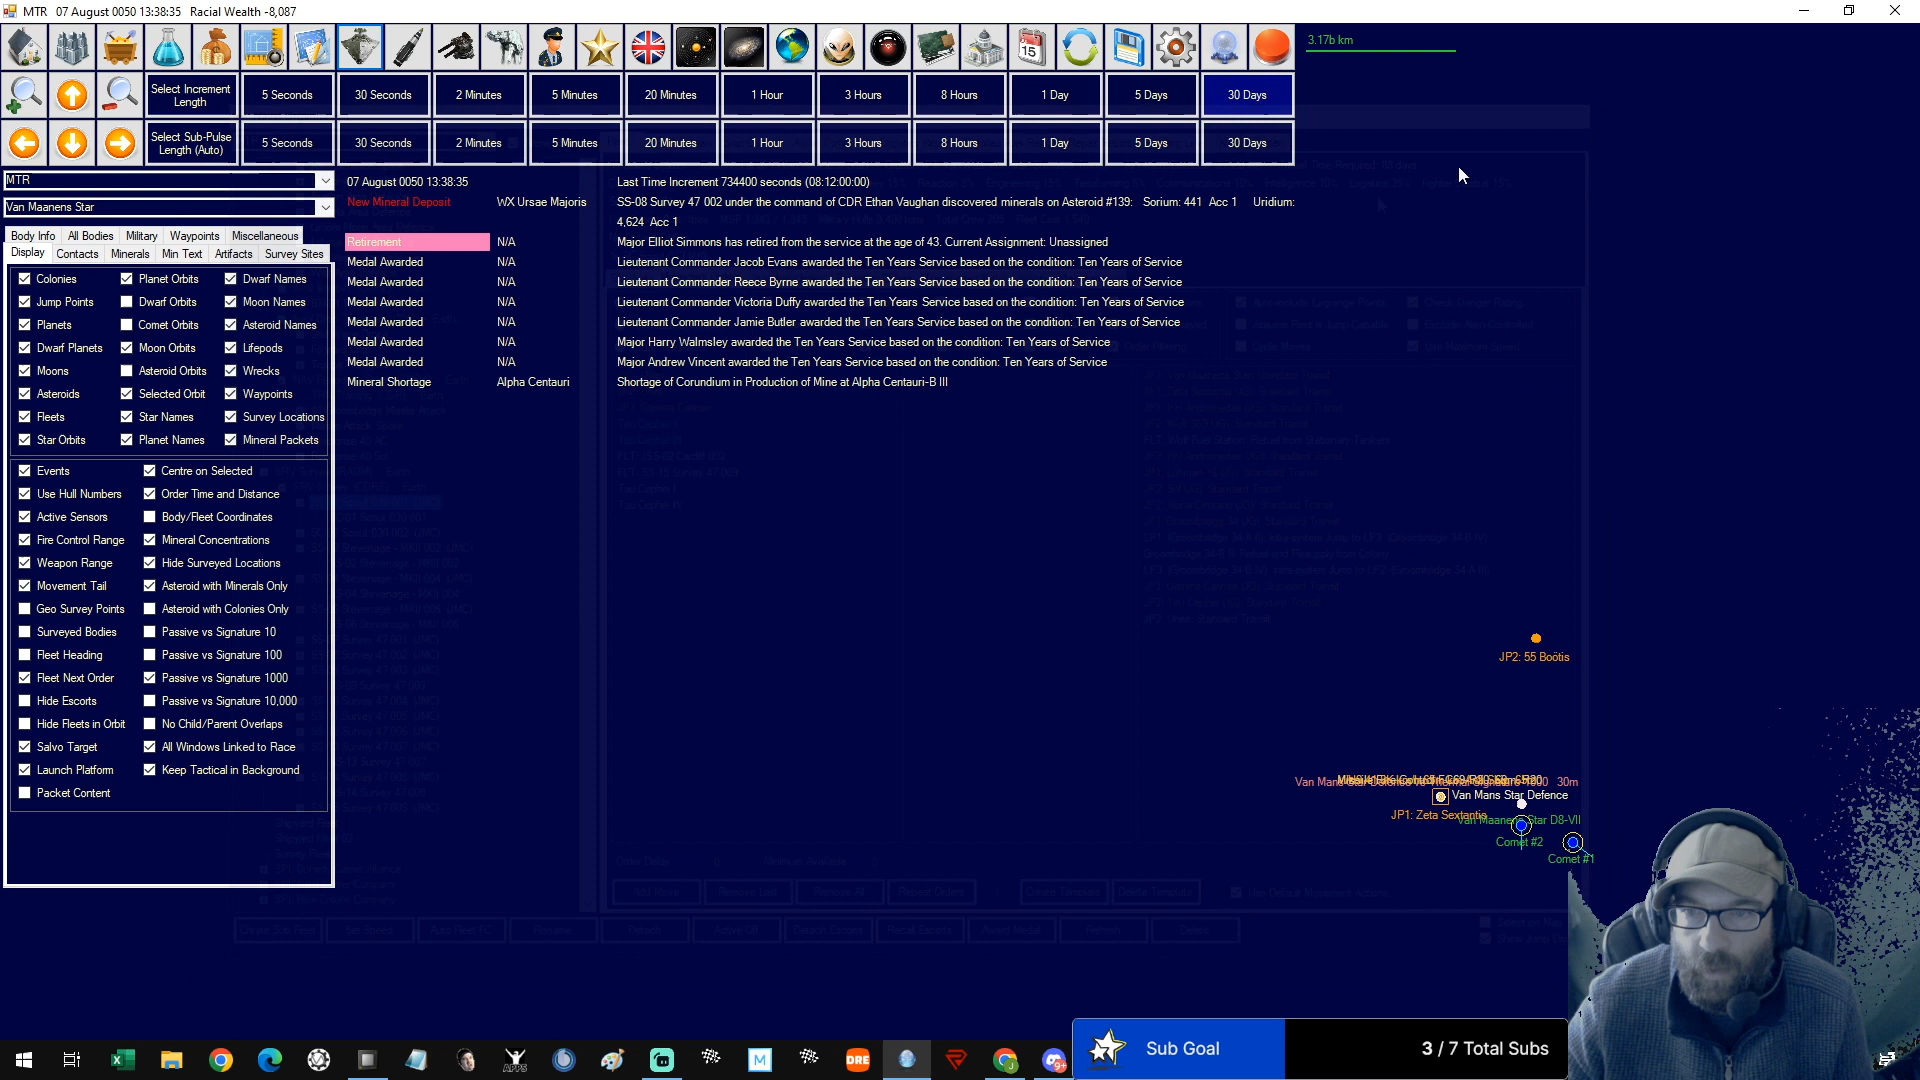 MTR 07 August 0050 13:38:35 Racial Wealth -8,087
3.17b km
Select Increment Length
5 Seconds
30 Seconds
2 Minutes
5 Minutes
20 Minutes
1 Hour
3 Hours
8 Hours
1 Day
5 Days
30 Days
Select Sub-Pulse Length (Auto)
5 Seconds
30 Seconds
2 Minutes
5 Minutes
20 Minutes
1 Hour
3 Hours
8 Hours
1 Day
5 Days
30 Days
MTR
Van Maanens Star
Body Info All Bodies Military Waypoints Miscellaneous
Display Contacts Minerals Min Text Artifacts Survey Sites
Colonies Planet Orbits Dwarf Names
Jump Points Dwarf Orbits Moon Names
Planets Comet Orbits Asteroid Names
Dwarf Planets Moon Orbits Lifepods
Moons Asteroid Orbits Wrecks
Asteroids Selected Orbit Waypoints
Fleets Star Names Survey Locations
Star Orbits Planet Names Mineral Packets
Events Centre on Selected
Use Hull Numbers Order Time and Distance
Active Sensors Body/Fleet Coordinates
Fire Control Range Mineral Concentrations
Weapon Range Hide Surveyed Locations
Movement Tail Asteroid with Minerals Only
Geo Survey Points Asteroid with Colonies Only
Surveyed Bodies Passive vs Signature 10
Fleet Heading Passive vs Signature 100
Fleet Next Order Passive vs Signature 1000
Hide Escorts Passive vs Signature 10,000
Hide Fleets in Orbit No Child/Parent Overlaps
Salvo Target All Windows Linked to Race
Launch Platform Keep Tactical in Background
Packet Content
07 August 0050 13:38:35 Last Time Increment 734400 seconds (08:12:00:00)
New Mineral Deposit WX Ursae Majoris SS-08 Survey 47 002 under the command of CDR Ethan Vaughan discovered minerals on Asteroid #139: Sorium: 441 Acc 1 Uridium:
4,624 Acc 1
Retirement N/A Major Elliot Simmons has retired from the service at the age of 43. Current Assignment: Unassigned
Medal Awarded N/A Lieutenant Commander Jacob Evans awarded the Ten Years Service based on the condition: Ten Years of Service
Medal Awarded N/A Lieutenant Commander Reece Byrne awarded the Ten Years Service based on the condition: Ten Years of Service
Medal Awarded N/A Lieutenant Commander Victoria Duffy awarded the Ten Years Service based on the condition: Ten Years of Service
Medal Awarded N/A Lieutenant Commander Jamie Butler awarded the Ten Years Service based on the condition: Ten Years of Service
Medal Awarded N/A Major Harry Walmsley awarded the Ten Years Service based on the condition: Ten Years of Service
Medal Awarded N/A Major Andrew Vincent awarded the Ten Years Service based on the condition: Ten Years of Service
Mineral Shortage Alpha Centauri Shortage of Corundium in Production of Mine at Alpha Centauri-B III
JP2: 55 Boötis
Van Mans Star Defence
JP1: Zeta Sextantis
Star D8-VII
Comet #2
Comet #1
Sub Goal 3 / 7 Total Subs